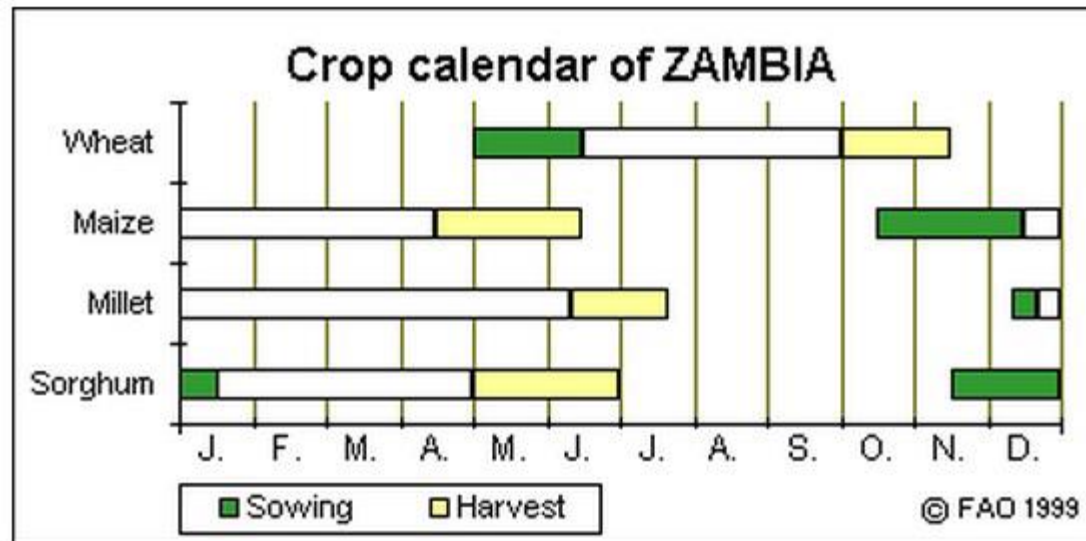 Crop calendar of ZAMBIA
Wheat
Maize
Millet
Sorghum
J. F. M. A. M. J. J. A. S. O. N. D.
Sowing Harvest
© FAO 1999